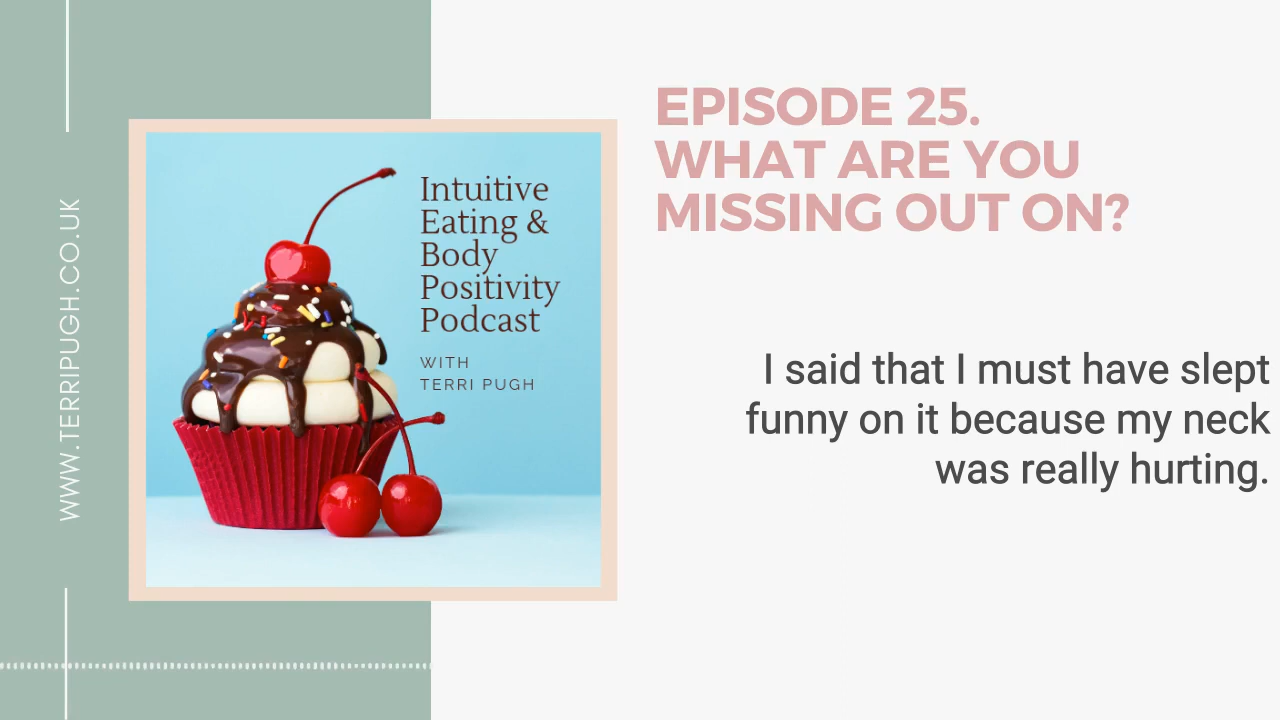 WWW.TERRIPUGH.CO.UK
Intuitive
Eating &
Body
Positivity
Podcast
WITH
TERRI PUGH
EPISODE 25.
WHAT ARE YOU
MISSING OUT ON?
I said that I must have slept
funny on it because my neck
was really hurting.